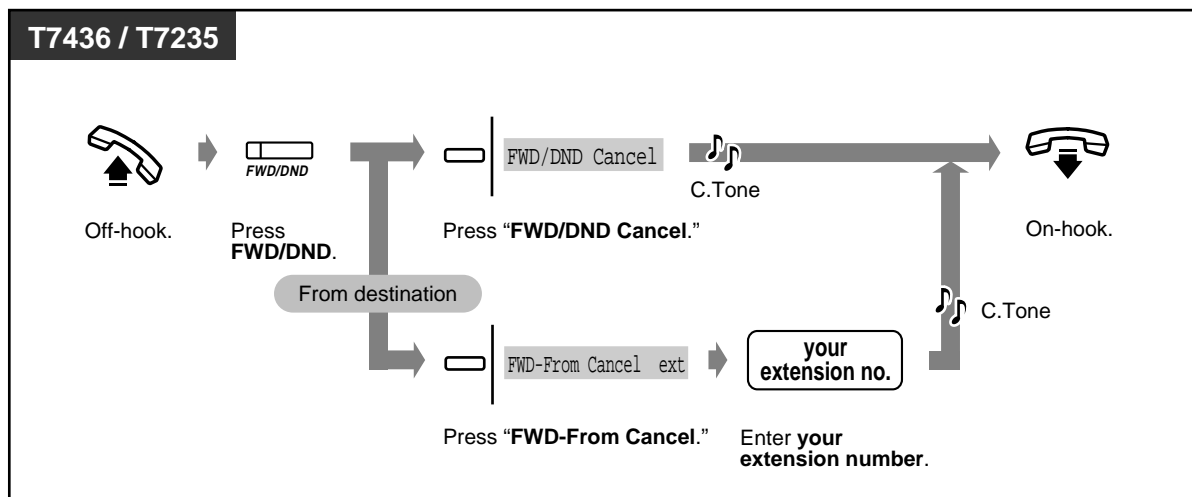 T7436 / T7235
FWD/DND
FWD/DND Cancel
C.Tone
Off-hook.
Press
FWD/DND.
Press “FWD/DND Cancel.”
On-hook.
From destination
C.Tone
FWD-From Cancel ext
your
extension no.
Press “FWD-From Cancel.”
Enter your
extension number.